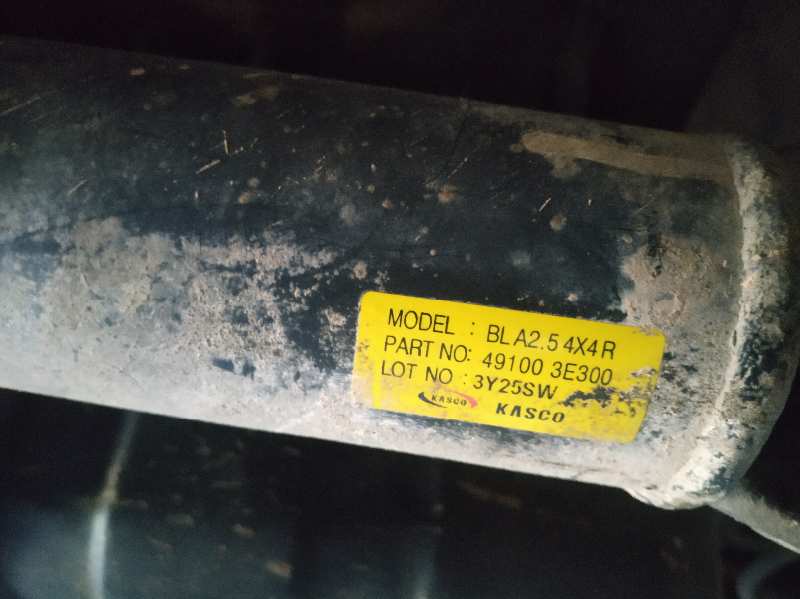 MODEL : BLA2.5 4X4 R
PART NO: 49100 3E300
LOT NO : 3Y25SW
KASCO KASCO